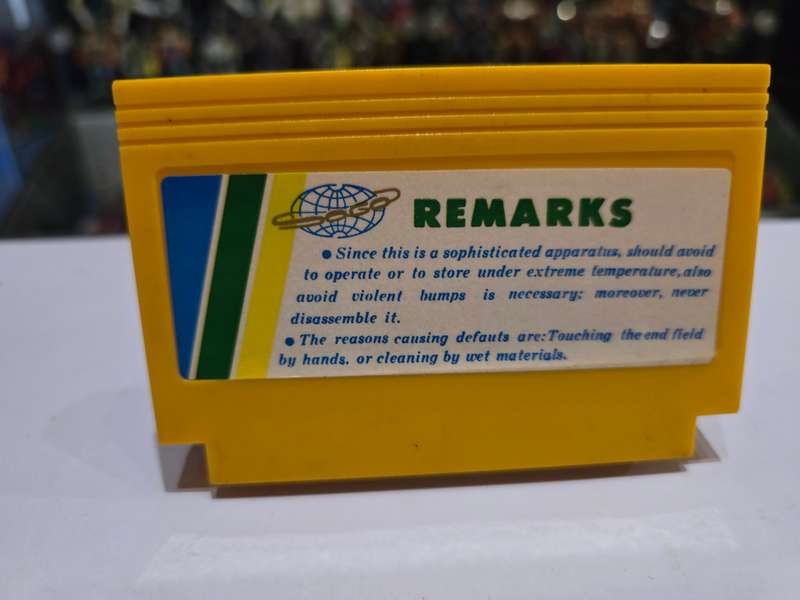 REMARKS
● Since this is a sophisticated apparatus, should avoid
to operate or to store under extreme temperature, also
avoid violent bumps is necessary; moreover, never
disassemble it.
● The reasons causing defauts are: Touching the end field
by hands. or cleaning by wet materials.